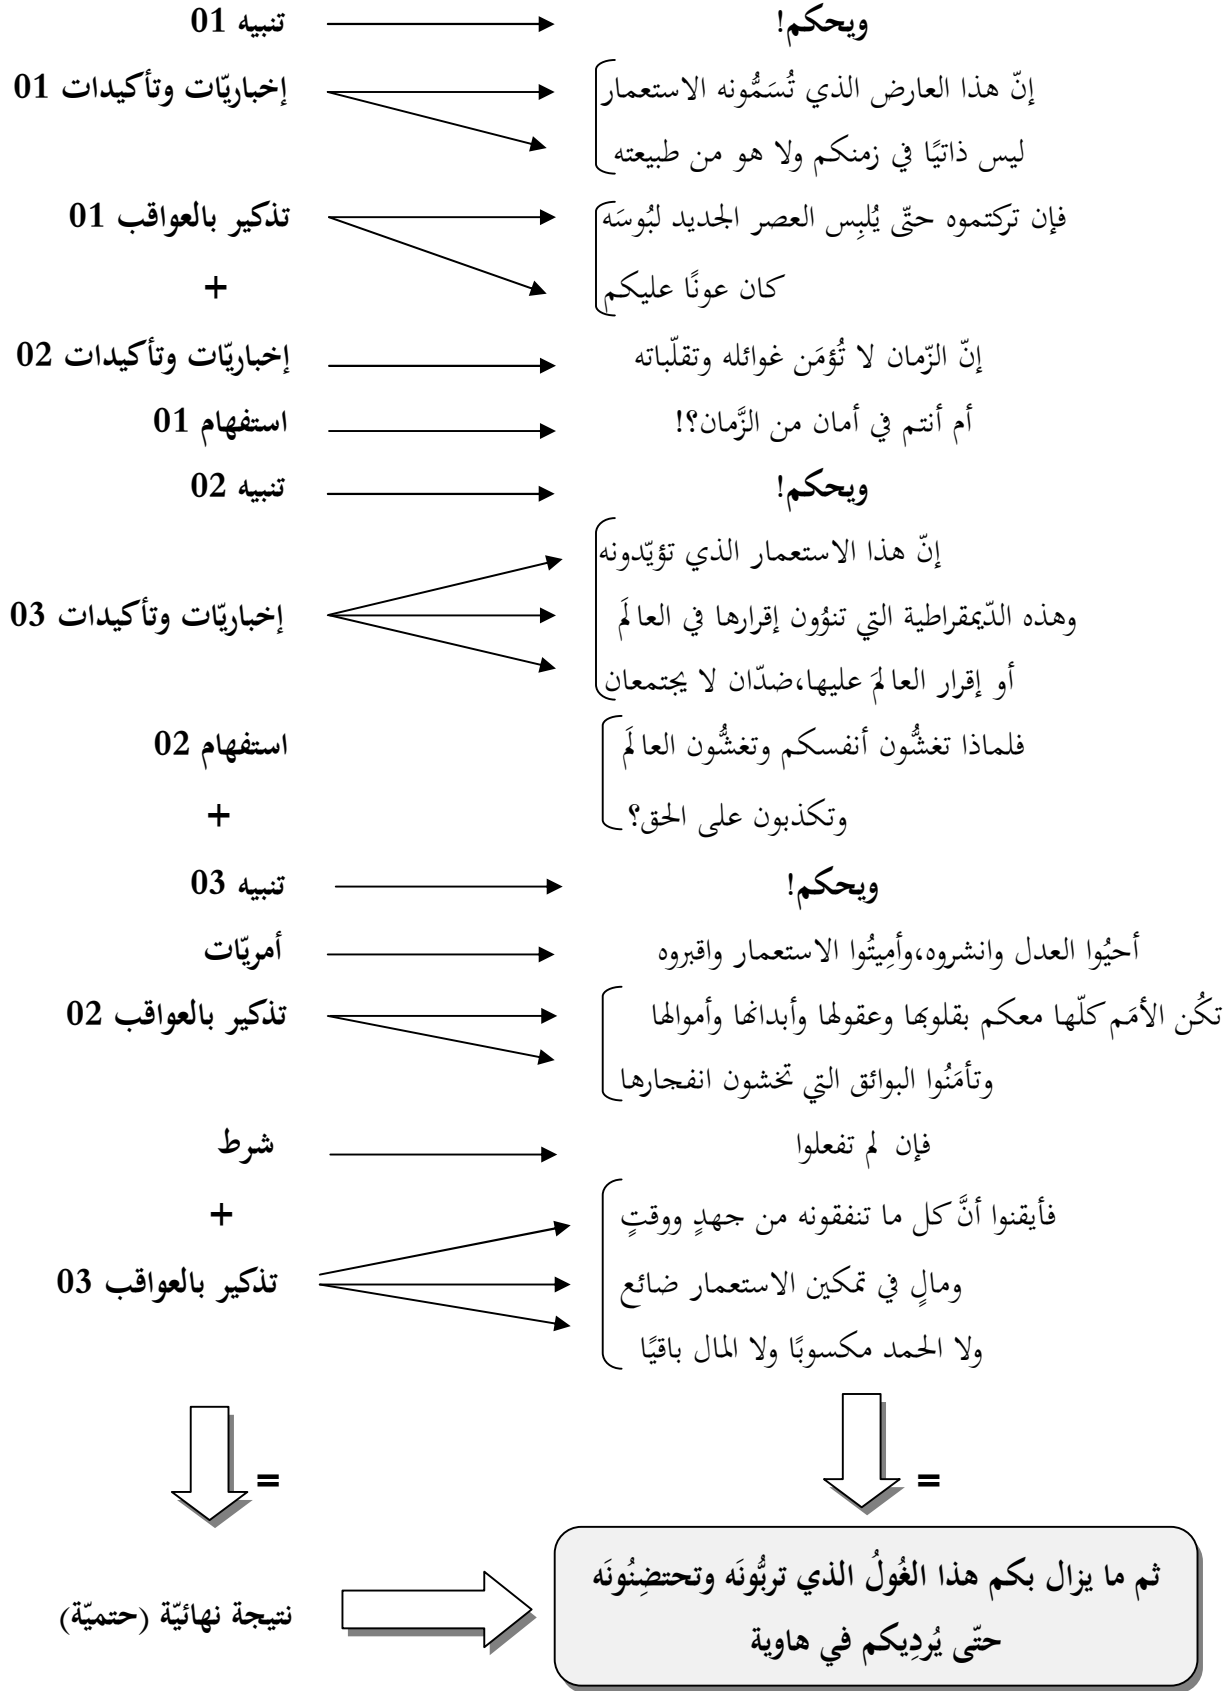 ويحكم!
تنبيه 01
إنّ هذا العارض الذي تُسَمُّونه الاستعمار
إخباريّات وتأكيدات 01
ليس ذاتيًا في زمنكم ولا هو من طبيعته
فإن تركتموه حتّى يُلبِس العصر الجديد لبُوسَه
تذكير بالعواقب 01
كان عونًا عليكم
+
إنّ الزّمان لا تُؤمَن غوائله وتقلّباته
إخباريّات وتأكيدات 02
أم أنتم في أمان من الزَّمان؟!
استفهام 01
ويحكم!
تنبيه 02
إنّ هذا الاستعمار الذي تؤيّدونه
وهذه الدّيمقراطية التي تنوُون إقرارها في العالَم
إخباريّات وتأكيدات 03
أو إقرار العالمَ عليها،ضدّان لا يجتمعان
فلماذا تغشُّون أنفسكم وتغشُّون العالَم
استفهام 02
وتكذبون على الحق؟
+
ويحكم!
تنبيه 03
أحيُوا العدل وانشروه،وأمِيتُوا الاستعمار واقبروه
أمريّات
تكُن الأمَم كلّها معكم بقلوبها وعقولها وأبدانها وأموالها
تذكير بالعواقب 02
وتأمَنُوا البوائق التي تخشون انفجارها
فإن لم تفعلوا
شرط
فأيقنوا أنَّ كل ما تنفقونه من جهدٍ ووقتٍ
+
ومالٍ في تمكين الاستعمار ضائع
تذكير بالعواقب 03
ولا الحمد مكسوبًا ولا المال باقيًا
=
=
ثم ما يزال بكم هذا الغُولُ الذي تربُّونَه وتحتضِنُونَه
حتّى يُردِيكم في هاوية
نتيجة نهائيّة (حتميّة)